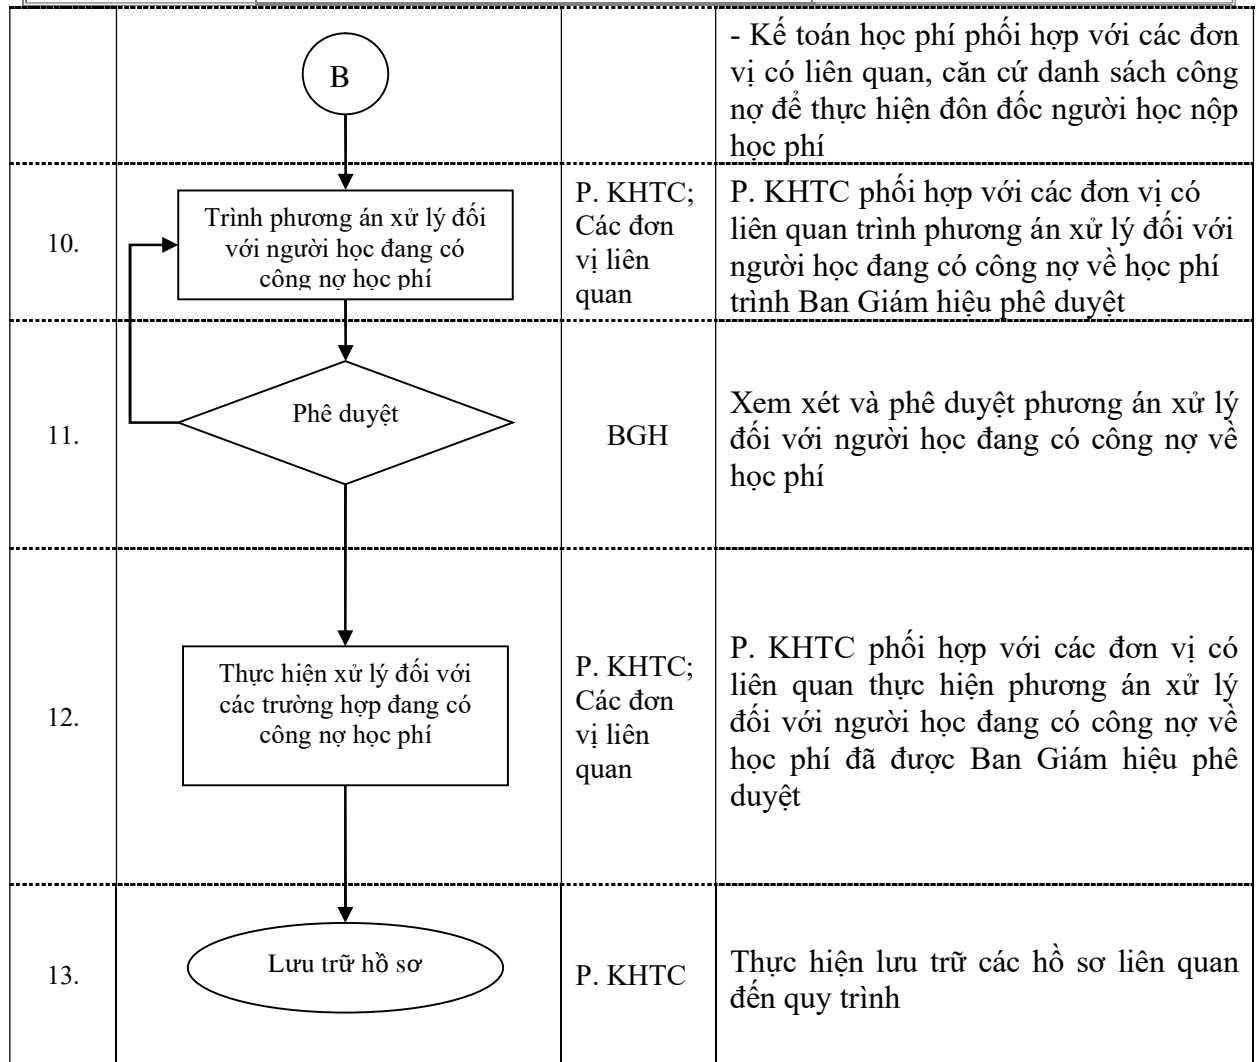 B
- Kế toán học phí phối hợp với các đơn
vị có liên quan, căn cứ danh sách công
nợ để thực hiện đôn đốc người học nộp
học phí
10.
Trình phương án xử lý đối
với người học đang có
công nợ học phí
P. KHTC;
Các đơn
vị liên
quan
P. KHTC phối hợp với các đơn vị có
liên quan trình phương án xử lý đối với
người học đang có công nợ về học phí
trình Ban Giám hiệu phê duyệt
11.
Phê duyệt
BGH
Xem xét và phê duyệt phương án xử lý
đối với người học đang có công nợ về
học phí
12.
Thực hiện xử lý đối với
các trường hợp đang có
công nợ học phí
P. KHTC;
Các đơn
vị liên
quan
P. KHTC phối hợp với các đơn vị có
liên quan thực hiện phương án xử lý
đối với người học đang có công nợ về
học phí đã được Ban Giám hiệu phê
duyệt
13.
Lưu trữ hồ sơ
P. KHTC
Thực hiện lưu trữ các hồ sơ liên quan
đến quy trình